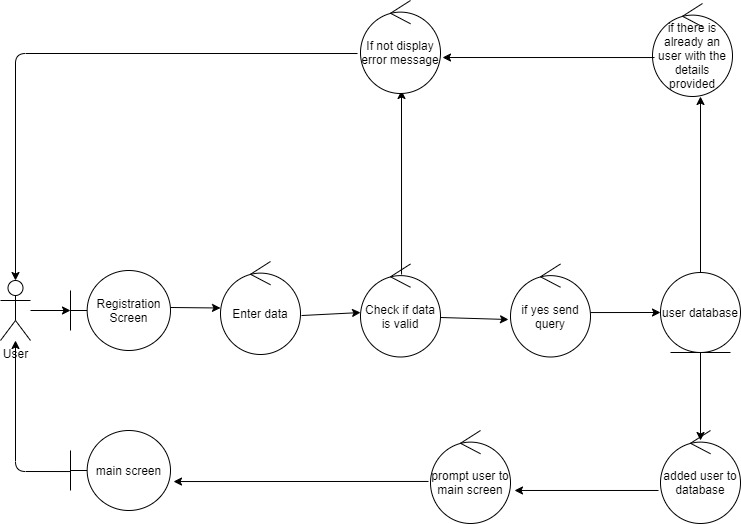 If not display
error message
if there is
already an
user with the
details
provided
Registration
Screen
Enter data
Check if data
is valid
if yes send
query
user database
User
main screen
prompt user to
main screen
added user to
database